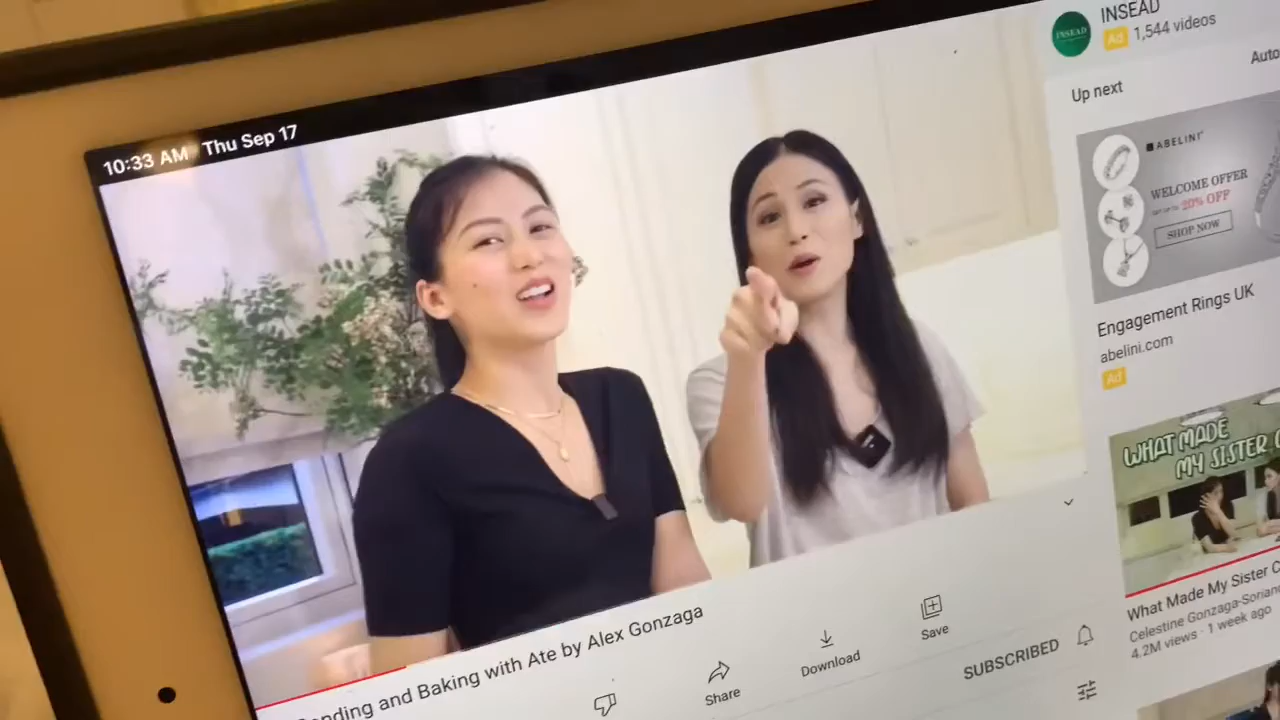 10:33 AM Thu Sep 17
INSEAD
INSEAD
Ad 1,544 videos
Up next
ABELINI
WELCOME OFFER
20% OFF
SHOP NOW
Engagement Rings UK
abelini.com
Ad
WHAT MADE
MY SISTER
What Made My Sister
Celestine Gonzaga-Soriano
4.2M views · 1 week ago
and Baking with Ate by Alex Gonzaga
Share
Download
Save
SUBSCRIBED